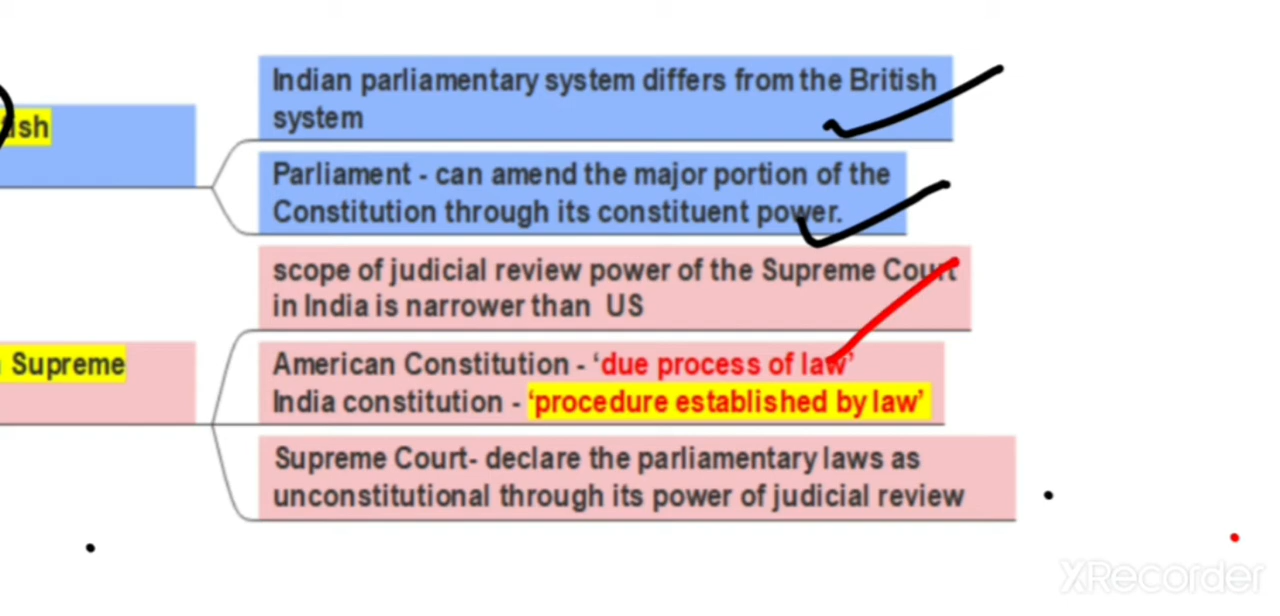 Indian parliamentary system differs from the British
system
ish
Parliament - can amend the major portion of the
Constitution through its constituent power.
scope of judicial review power of the Supreme Court
in India is narrower than US
Supreme
American Constitution - ‘due process of law’
India constitution - ‘procedure established by law’
Supreme Court- declare the parliamentary laws as
unconstitutional through its power of judicial review
XRecorder